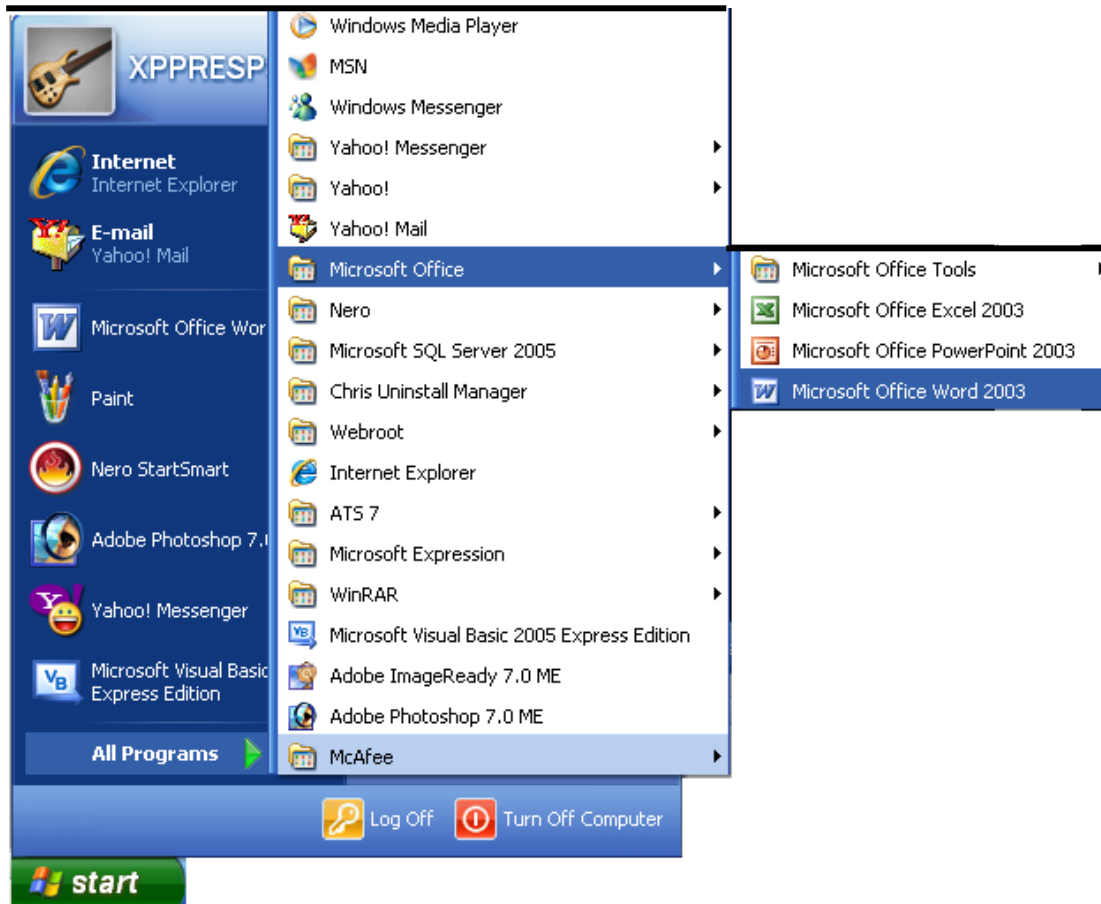 XPPRESP
Internet
Internet Explorer
E-mail
Yahoo! Mail
Microsoft Office Wor
Paint
Nero StartSmart
Adobe Photoshop 7.
Yahoo! Messenger
Microsoft Visual Basic
Express Edition
All Programs
Windows Media Player
MSN
Windows Messenger
Yahoo! Messenger
Yahoo!
Yahoo! Mail
Microsoft Office
Nero
Microsoft SQL Server 2005
Chris Uninstall Manager
Webroot
Internet Explorer
ATS 7
Microsoft Expression
WinRAR
Microsoft Visual Basic 2005 Express Edition
Adobe ImageReady 7.0 ME
Adobe Photoshop 7.0 ME
McAfee
Microsoft Office Tools
Microsoft Office Excel 2003
Microsoft Office PowerPoint 2003
Microsoft Office Word 2003
Log Off
Turn Off Computer
start